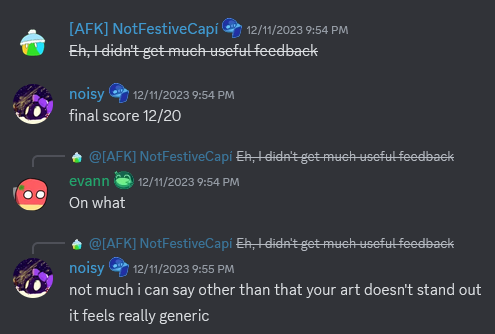 [AFK] NotFestiveCapí 12/11/2023 9:54 PM
Eh, I didn't get much useful feedback
noisy 12/11/2023 9:54 PM
final score 12/20
@[AFK] NotFestiveCapí Eh, I didn't get much useful feedback
evann 12/11/2023 9:54 PM
On what
@[AFK] NotFestiveCapí Eh, I didn't get much useful feedback
noisy 12/11/2023 9:55 PM
not much i can say other than that your art doesn't stand out
it feels really generic